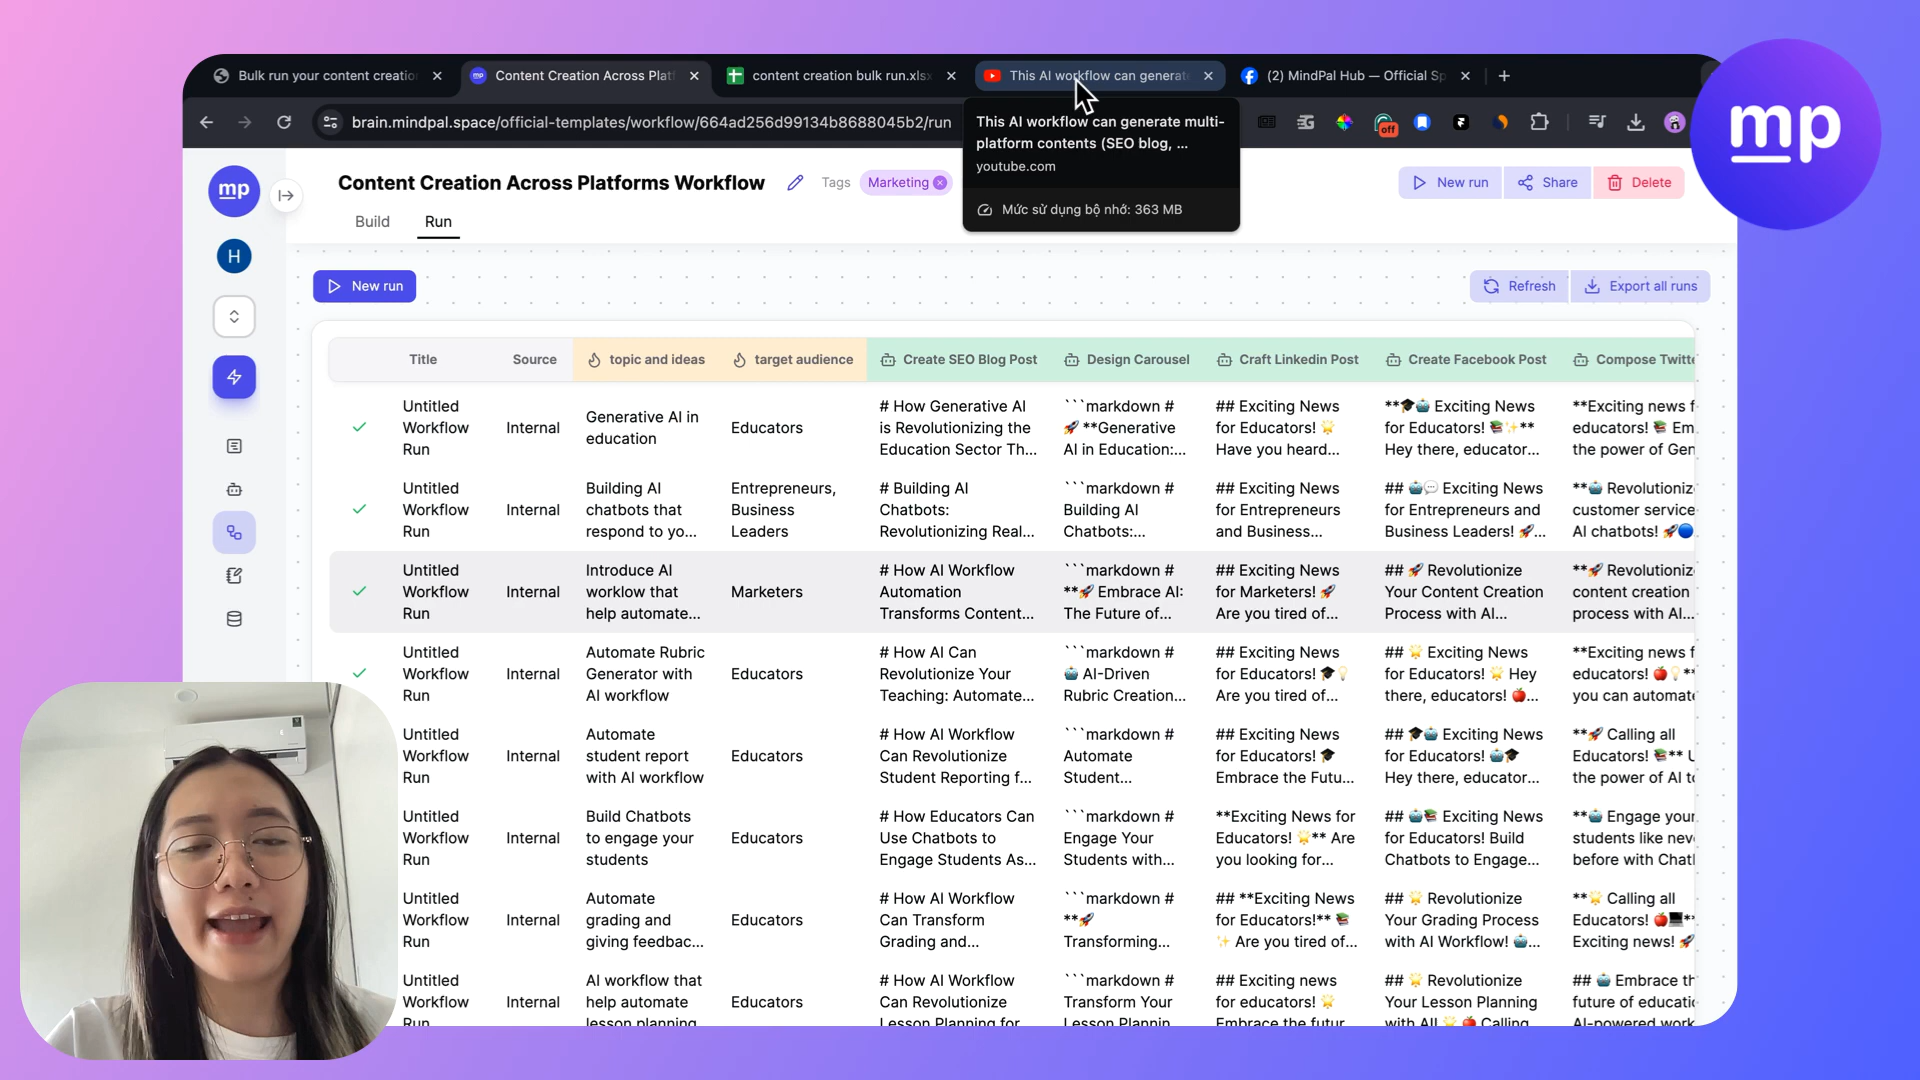 Bulk run your content creatio
Content Creation Across Platf
content creation bulk run.xlsx
This AI workflow can generate
(2) MindPal Hub — Official Sp
brain.mindpal.space/official-templates/workflow/664ad256d99134b8688045b2/run
off
This AI workflow can generate multi-
platform contents (SEO blog, ...
youtube.com
Mức sử dụng bộ nhớ: 363 MB
mp
mp
H
Content Creation Across Platforms Workflow
Tags
Marketing
New run
Share
Delete
Build
Run
New run
Refresh
Export all runs
Title
Source
topic and ideas
target audience
Create SEO Blog Post
Design Carousel
Craft Linkedin Post
Create Facebook Post
Compose Twitte
Untitled
Workflow
Run
Internal
Generative AI in
education
Educators
# How Generative AI
is Revolutionizing the
Education Sector Th...
```markdown #
🚀 **Generative
AI in Education:...
## Exciting News
for Educators! 🌟
Have you heard...
**🎓🤖 Exciting News
for Educators! 📚✨**
Hey there, educator...
**Exciting news f
educators! 📚 Em
the power of Gen
Untitled
Workflow
Run
Internal
Building AI
chatbots that
respond to yo...
Entrepreneurs,
Business
Leaders
# Building AI
Chatbots:
Revolutionizing Real...
```markdown #
Building AI
Chatbots:...
## Exciting News
for Entrepreneurs
and Business...
## 🤖💬 Exciting News
for Entrepreneurs and
Business Leaders! 🚀...
**🤖 Revolutioniz
customer service
AI chatbots! 🚀🔵
Untitled
Workflow
Run
Internal
Introduce AI
worklow that
help automate...
Marketers
# How AI Workflow
Automation
Transforms Content...
```markdown #
**🚀 Embrace AI:
The Future of...
## Exciting News
for Marketers! 🚀
Are you tired of...
## 🚀 Revolutionize
Your Content Creation
Process with AI...
**🚀 Revolutioniz
content creation
process with AI...
Untitled
Workflow
Run
Internal
Automate Rubric
Generator with
AI workflow
Educators
# How AI Can
Revolutionize Your
Teaching: Automate...
```markdown #
🤖 AI-Driven
Rubric Creation...
## Exciting News
for Educators! 🎓💡
Are you tired of...
## 🌟 Exciting News
for Educators! 🌟 Hey
there, educators! 🍎...
**Exciting news f
educators! 🍎💡**
you can automate
Untitled
Workflow
Run
Internal
Automate
student report
with AI workflow
Educators
# How AI Workflow
Can Revolutionize
Student Reporting f...
```markdown #
Automate
Student...
## Exciting News
for Educators! 🎓
Embrace the Futu...
## 🎓🤖 Exciting News
for Educators! 🤖🎓
Hey there, educator...
**🚀 Calling all
Educators! 📚** U
the power of AI to
Untitled
Workflow
Run
Internal
Build Chatbots
to engage your
students
Educators
# How Educators Can
Use Chatbots to
Engage Students As...
```markdown #
Engage Your
Students with...
**Exciting News for
Educators! 🌟** Are
you looking for...
## 🤖📚 Exciting News
for Educators! Build
Chatbots to Engage...
**🤖 Engage your
students like nev
before with Chatl
Untitled
Workflow
Run
Internal
Automate
grading and
giving feedbac...
Educators
# How AI Workflow
Can Transform
Grading and...
```markdown #
**🚀
Transforming...
## **Exciting News
for Educators!** 📚
✨ Are you tired of...
## 🌟 Revolutionize
Your Grading Process
with AI Workflow! 🤖...
**🌟 Calling all
Educators! 🍎💻**
Exciting news! 🚀
Untitled
Workflow
Run
Internal
AI workflow that
help automate
lesson planning
Educators
# How AI Workflow
Can Revolutionize
Lesson Planning for
```markdown #
Transform Your
Lesson Plannin
## Exciting news
for educators! 🌟
Embrace the futur
## 🌟 Revolutionize
Your Lesson Planning
with AI! 🌟 🍎 Calling
## 🤖 Embrace th
future of educatio
AI-powered work